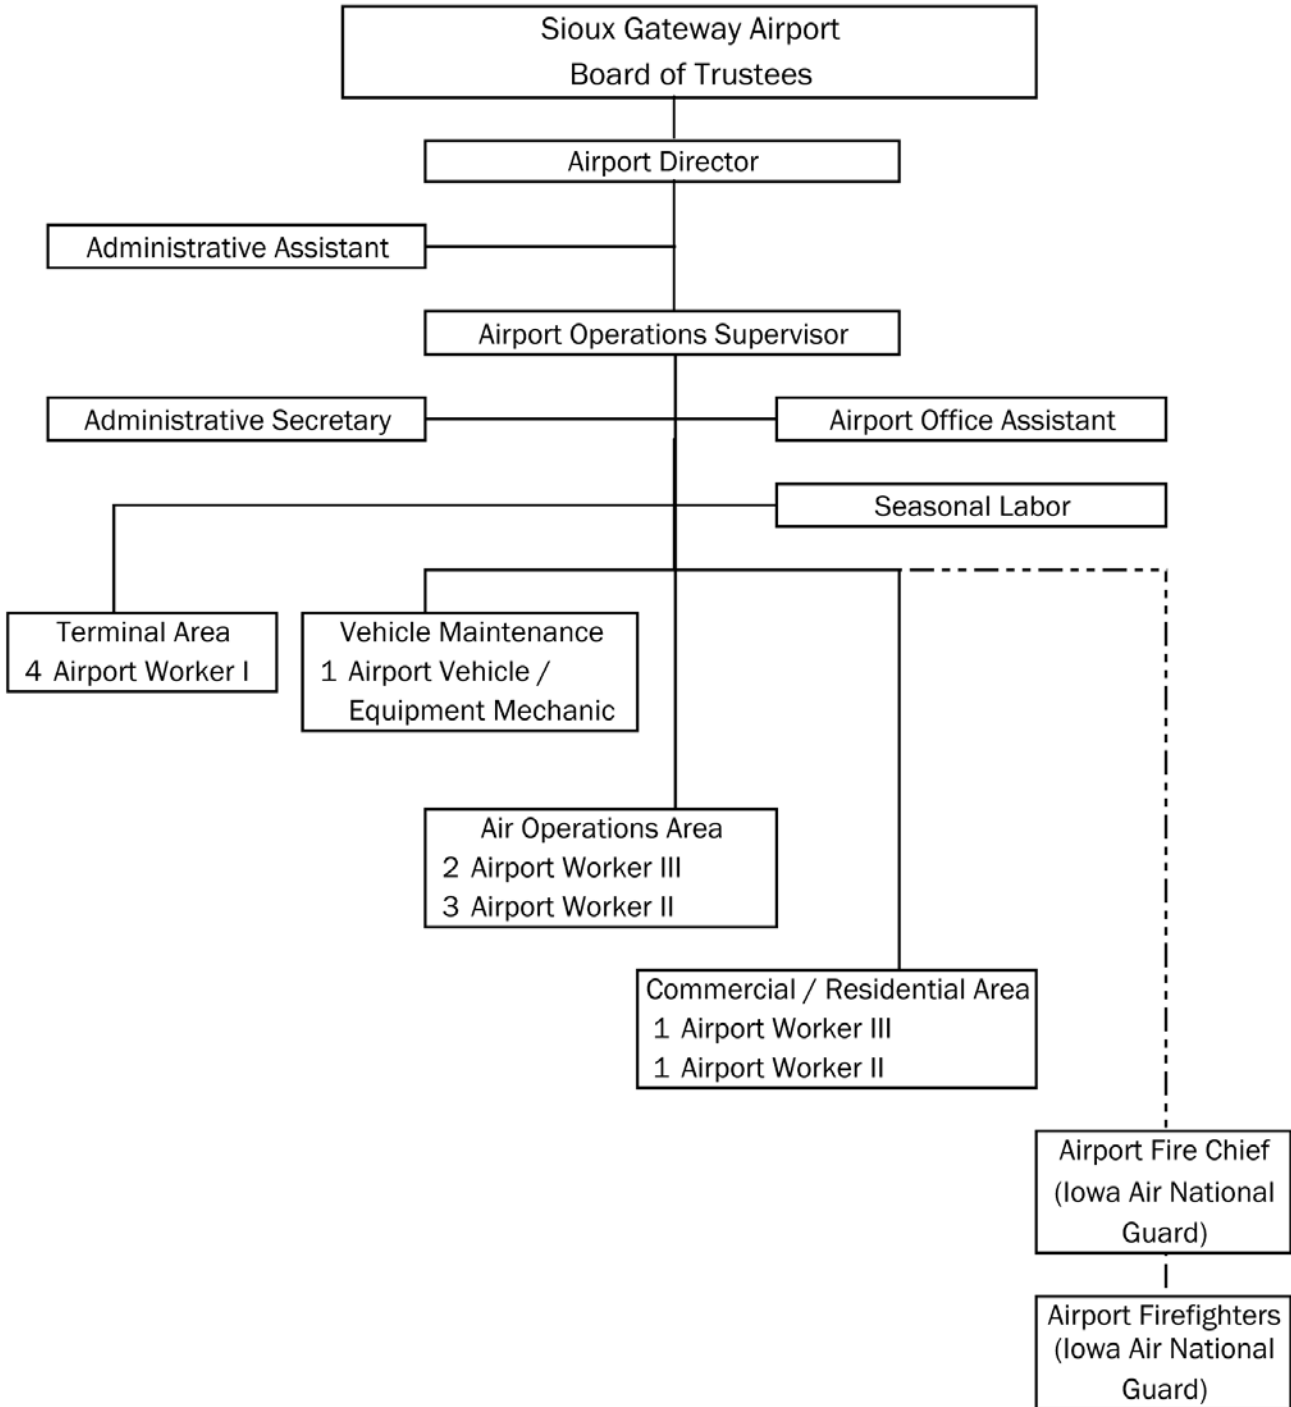 Sioux Gateway Airport
Board of Trustees
Airport Director
Administrative Assistant
Airport Operations Supervisor
Administrative Secretary
Airport Office Assistant
Seasonal Labor
Terminal Area
4 Airport Worker I
Vehicle Maintenance
1 Airport Vehicle /
Equipment Mechanic
Air Operations Area
2 Airport Worker III
3 Airport Worker II
Commercial / Residential Area
1 Airport Worker III
1 Airport Worker II
Airport Fire Chief
(Iowa Air National
Guard)
Airport Firefighters
(Iowa Air National
Guard)